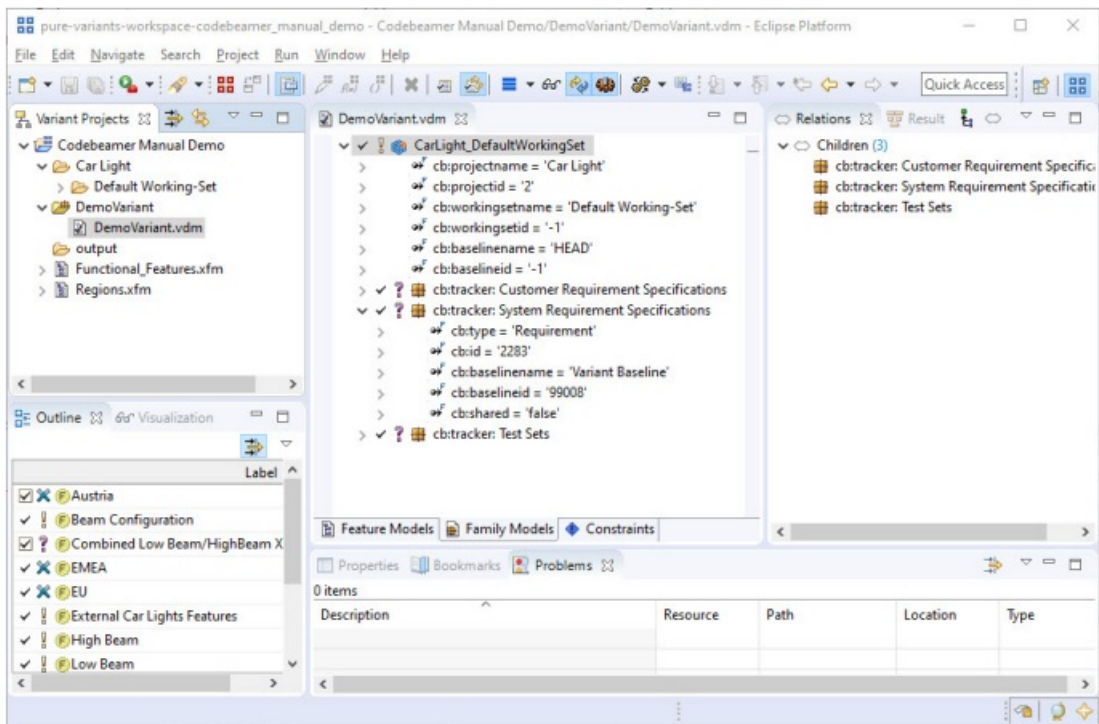 pure-variants-workspace-codebeamer_manual_demo - Codebeamer Manual Demo/DemoVariant/DemoVariant.vdm - Eclipse Platform
File Edit Navigate Search Project Run Window Help
Quick Access
Variant Projects
Codebeamer Manual Demo
Car Light
Default Working-Set
DemoVariant
DemoVariant.vdm
output
Functional_Features.xfm
Regions.xfm
Outline Visualization
Label
Austria
Beam Configuration
Combined Low Beam/HighBeam X
EMEA
EU
External Car Lights Features
High Beam
Low Beam
DemoVariant.vdm
CarLight_DefaultWorkingSet
cb:projectname = 'Car Light'
cb:projectid = '2'
cb:workingsetname = 'Default Working-Set'
cb:workingsetid = '-1'
cb:baselinename = 'HEAD'
cb:baselineid = '-1'
cb:tracker: Customer Requirement Specifications
cb:tracker: System Requirement Specifications
cb:type = 'Requirement'
cb:id = '2283'
cb:baselinename = 'Variant Baseline'
cb:baselineid = '99008'
cb:shared = 'false'
cb:tracker: Test Sets
Feature Models Family Models Constraints
Relations Result
Children (3)
cb:tracker: Customer Requirement Specific
cb:tracker: System Requirement Specificati
cb:tracker: Test Sets
Properties Bookmarks Problems
0 items
Description Resource Path Location Type